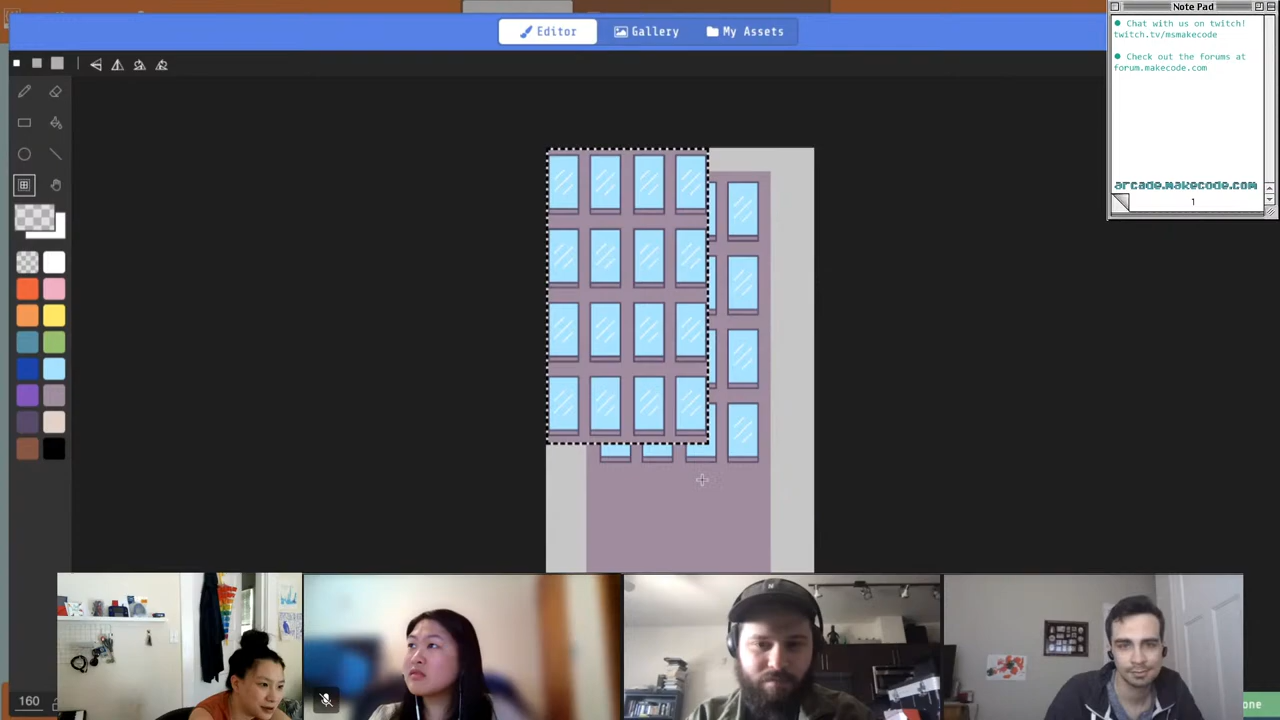 Editor
Gallery
My Assets
Note Pad
Chat with us on twitch!
twitch.tv/msmakecode
Check out the forums at
forum.makecode.com
arcade.makecode.com
1
160
one